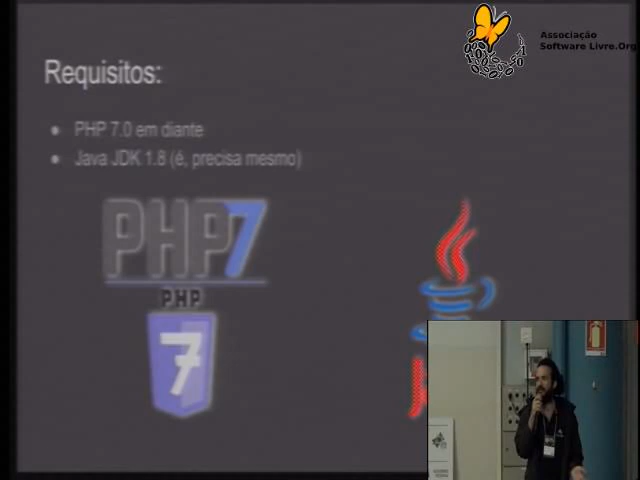 Associação
Software Livre.Org
Requisitos:
PHP 7.0 em diante
Java JDK 1.8 (é, precisa mesmo)
PHP7
PHP
7